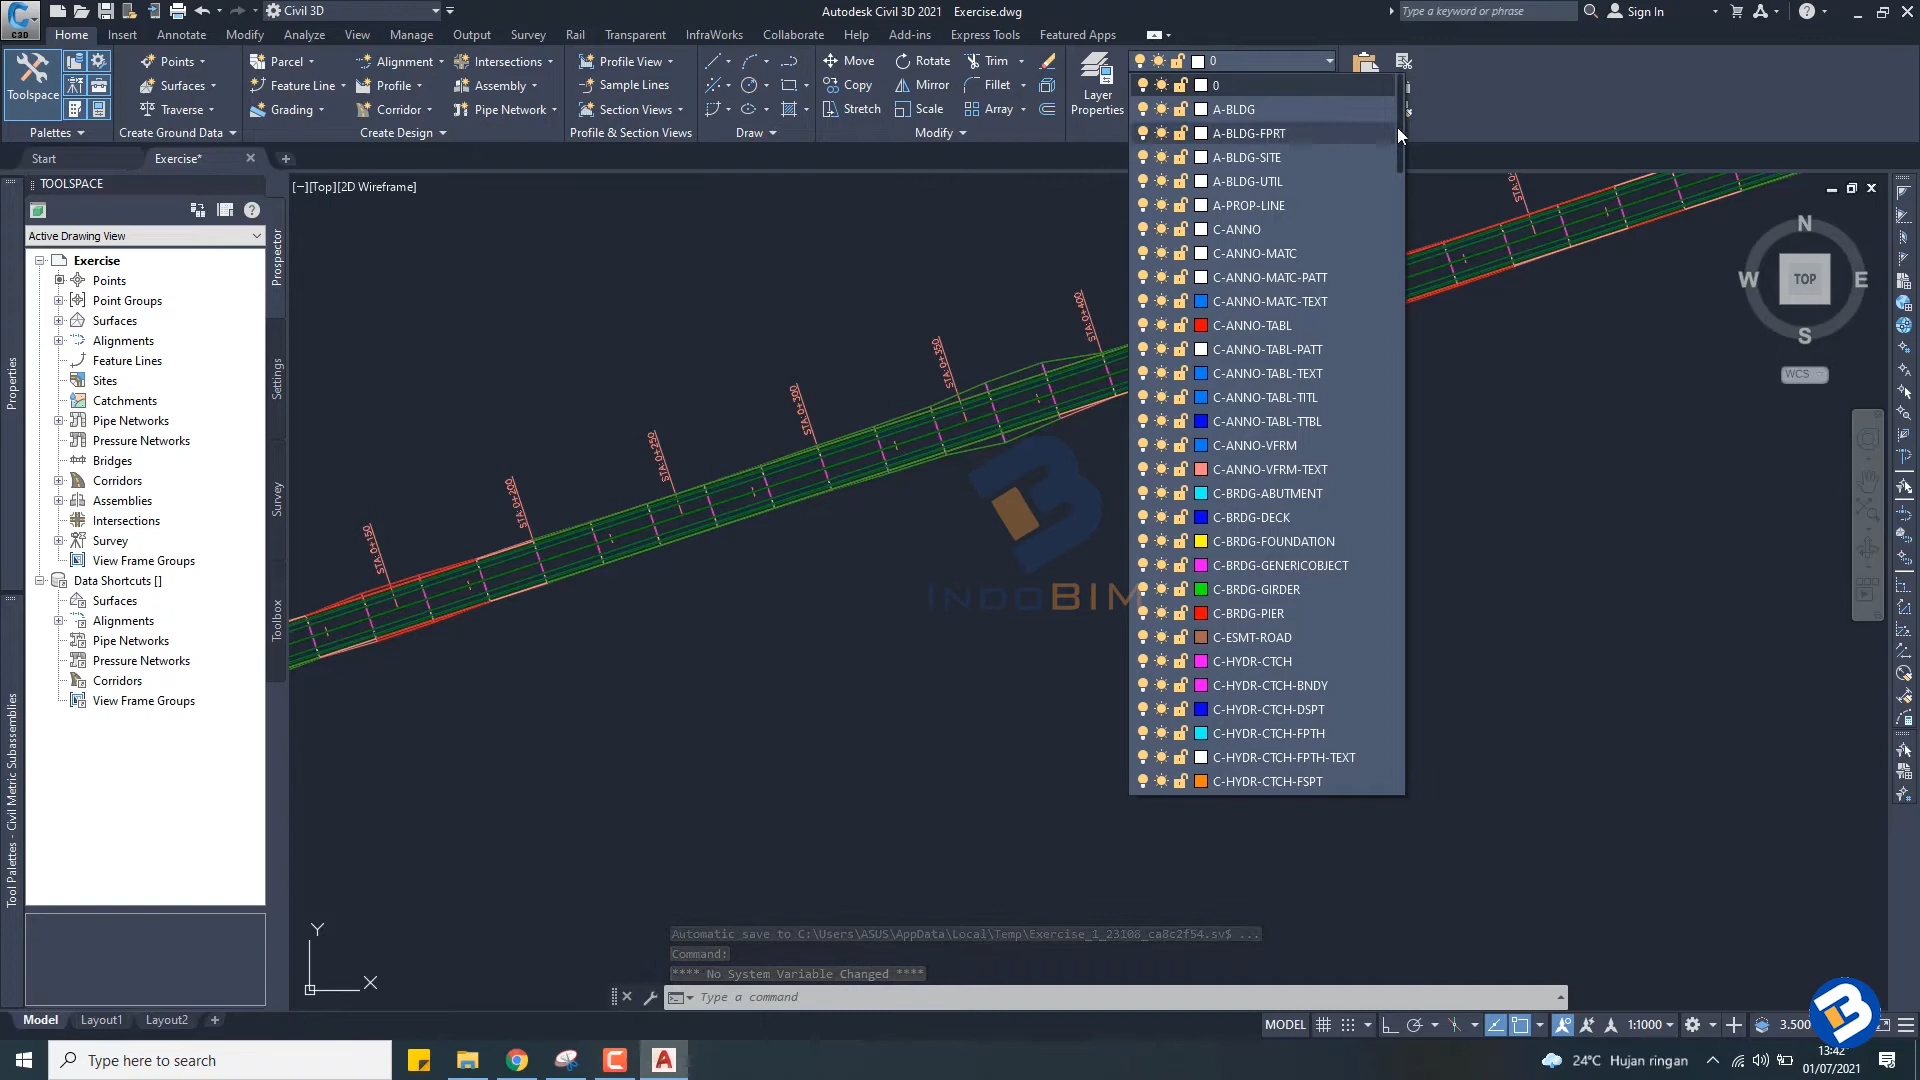 Civil 3D
Autodesk Civil 3D 2021 Exercise.dwg
Type a keyword or phrase
Sign In
C3D
Home Insert Annotate Modify Analyze View Manage Output Survey Rail Transparent InfraWorks Collaborate Help Add-ins Express Tools Featured Apps
Toolspace
Points
Surfaces
Traverse
Parcel
Feature Line
Grading
Alignment
Profile
Corridor
Intersections
Assembly
Pipe Network
Profile View
Sample Lines
Section Views
Move
Copy
Stretch
Rotate
Mirror
Scale
Trim
Fillet
Array
Layer
Properties
0
Palettes
Create Ground Data
Create Design
Profile & Section Views
Draw
Modify
Start
Exercise*
TOOLSPACE
Active Drawing View
Exercise
Points
Point Groups
Surfaces
Alignments
Feature Lines
Sites
Catchments
Pipe Networks
Pressure Networks
Bridges
Corridors
Assemblies
Intersections
Survey
View Frame Groups
Data Shortcuts []
Surfaces
Alignments
Pipe Networks
Pressure Networks
Corridors
View Frame Groups
Prospector
Settings
Survey
Toolbox
Properties
Tool Palettes - Civil Metric Subassemblies
[−][Top][2D Wireframe]
STA: 0+150
STA: 0+200
STA: 0+250
STA: 0+300
STA: 0+350
STA: 0+400
0
A-BLDG
A-BLDG-FPRT
A-BLDG-SITE
A-BLDG-UTIL
A-PROP-LINE
C-ANNO
C-ANNO-MATC
C-ANNO-MATC-PATT
C-ANNO-MATC-TEXT
C-ANNO-TABL
C-ANNO-TABL-PATT
C-ANNO-TABL-TEXT
C-ANNO-TABL-TITL
C-ANNO-TABL-TTBL
C-ANNO-VFRM
C-ANNO-VFRM-TEXT
C-BRDG-ABUTMENT
C-BRDG-DECK
C-BRDG-FOUNDATION
C-BRDG-GENERICOBJECT
C-BRDG-GIRDER
C-BRDG-PIER
C-ESMT-ROAD
C-HYDR-CTCH
C-HYDR-CTCH-BNDY
C-HYDR-CTCH-DSPT
C-HYDR-CTCH-FPTH
C-HYDR-CTCH-FPTH-TEXT
C-HYDR-CTCH-FSPT
N
W
TOP
E
S
WCS
INDOBIM
Y
X
Automatic save to C:\Users\ASUS\AppData\Local\Temp\Exercise_1_23108_ca8c2f54.sv$ ...
Command:
**** No System Variable Changed ****
Type a command
Model
Layout1
Layout2
MODEL
1:1000
3.500
Type here to search
24°C Hujan ringan
13:42
01/07/2021